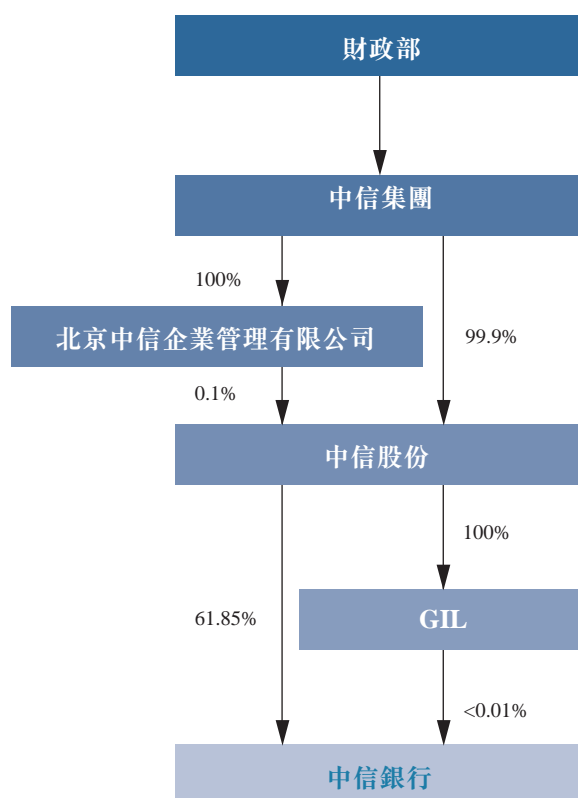 財政部
中信集團
100%
北京中信企業管理有限公司
99.9%
0.1%
中信股份
100%
61.85%
GIL
<0.01%
中信銀行